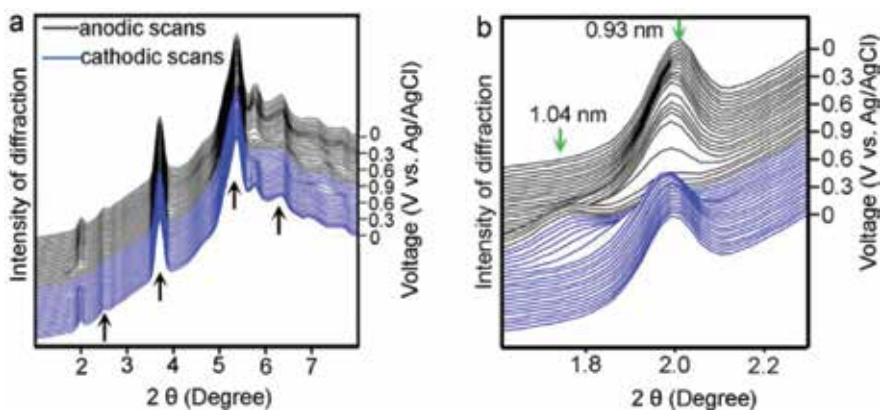 a
anodic scans
cathodic scans
Intensity of diffraction
0
0.3
0.6
0.9
0.6
0.3
0
Voltage (V vs. Ag/AgCl)
2 3 4 5 6 7
2 θ (Degree)
b
0.93 nm
1.04 nm
Intensity of diffraction
0
0.3
0.6
0.9
0.6
0.3
0
Voltage (V vs. Ag/AgCl)
1.8 2.0 2.2
2 θ (Degree)